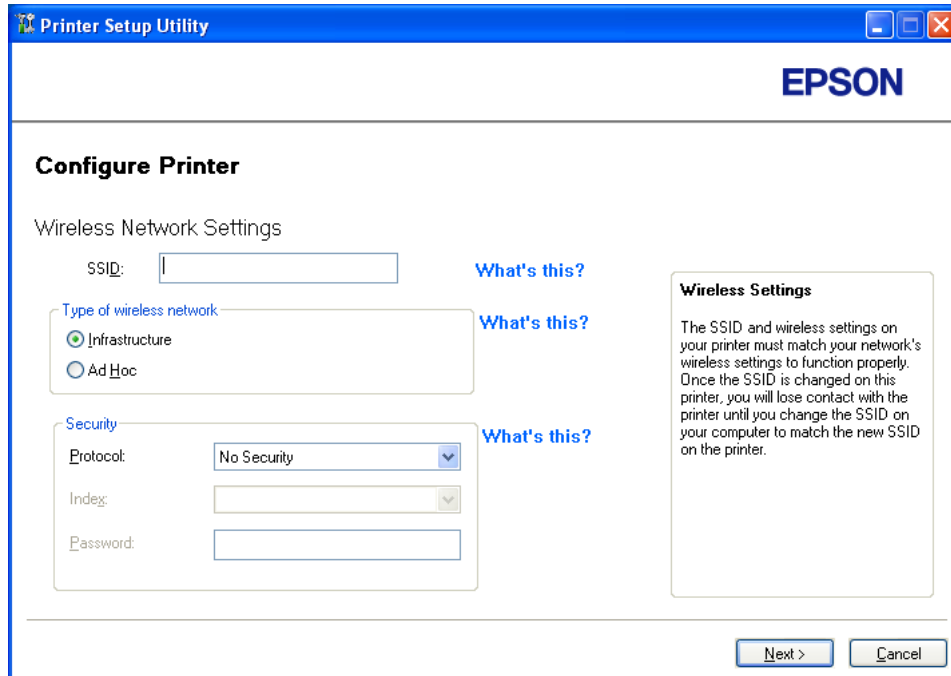 Printer Setup Utility
EPSON
Configure Printer
Wireless Network Settings
SSID:
What's this?
Type of wireless network
What's this?
Infrastructure
Ad Hoc
Security
What's this?
Protocol:
No Security
Index:
Password:
Wireless Settings
The SSID and wireless settings on
your printer must match your network's
wireless settings to function properly.
Once the SSID is changed on this
printer, you will lose contact with the
printer until you change the SSID on
your computer to match the new SSID
on the printer.
Next >
Cancel